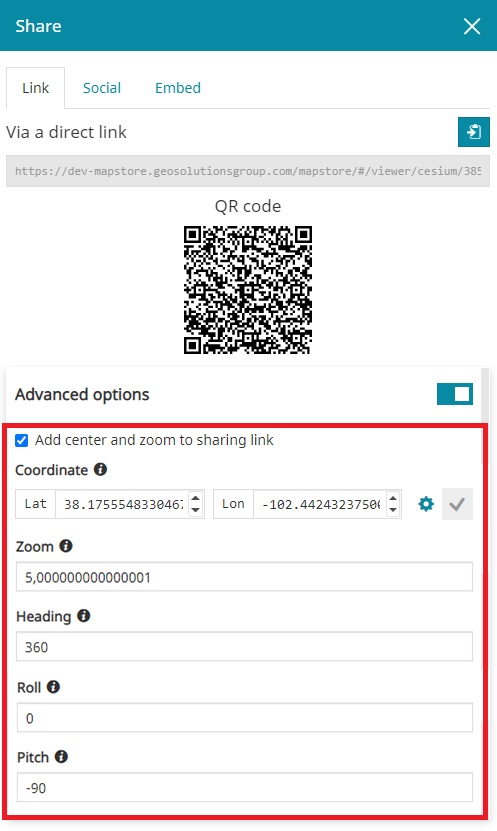 Share
Link Social Embed
Via a direct link
https://dev-mapstore.geosolutionsgroup.com/mapstore/#/viewer/cesium/385
QR code
Advanced options
Add center and zoom to sharing link
Coordinate
Lat 38.1755548330467 Lon -102.4424323750
Zoom
5,000000000000001
Heading
360
Roll
0
Pitch
-90